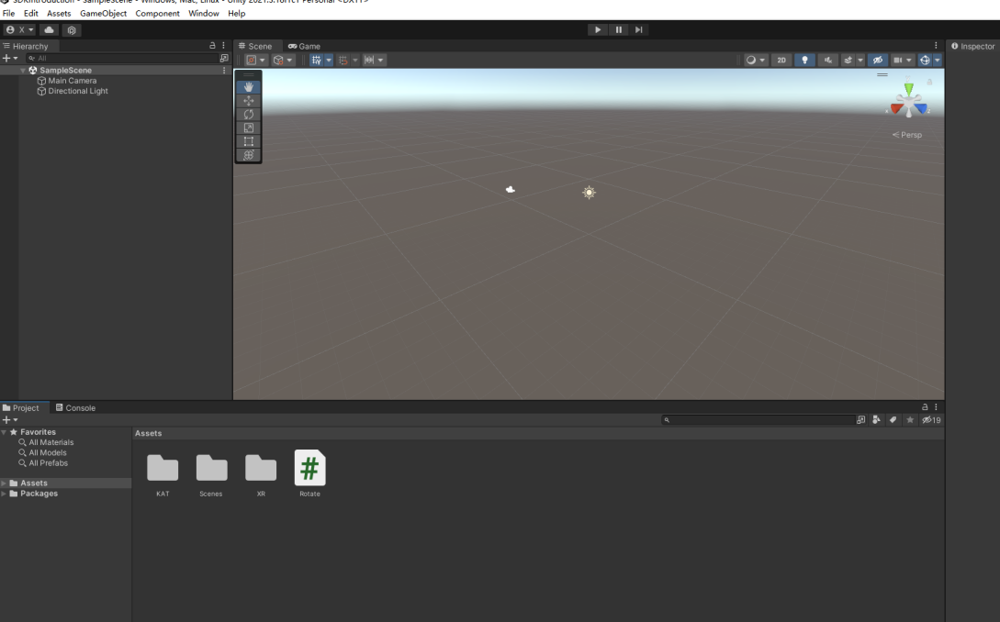 SDKIntroduction - SampleScene - Windows, Mac, Linux - Unity 2021.3.16f1c1 Personal <DX11>
File Edit Assets GameObject Component Window Help
X
Hierarchy
Scene Game
Inspector
All
2D
SampleScene
Main Camera
Directional Light
Persp
Project Console
19
Favorites
All Materials
All Models
All Prefabs
Assets
Packages
Assets
KAT Scenes XR Rotate